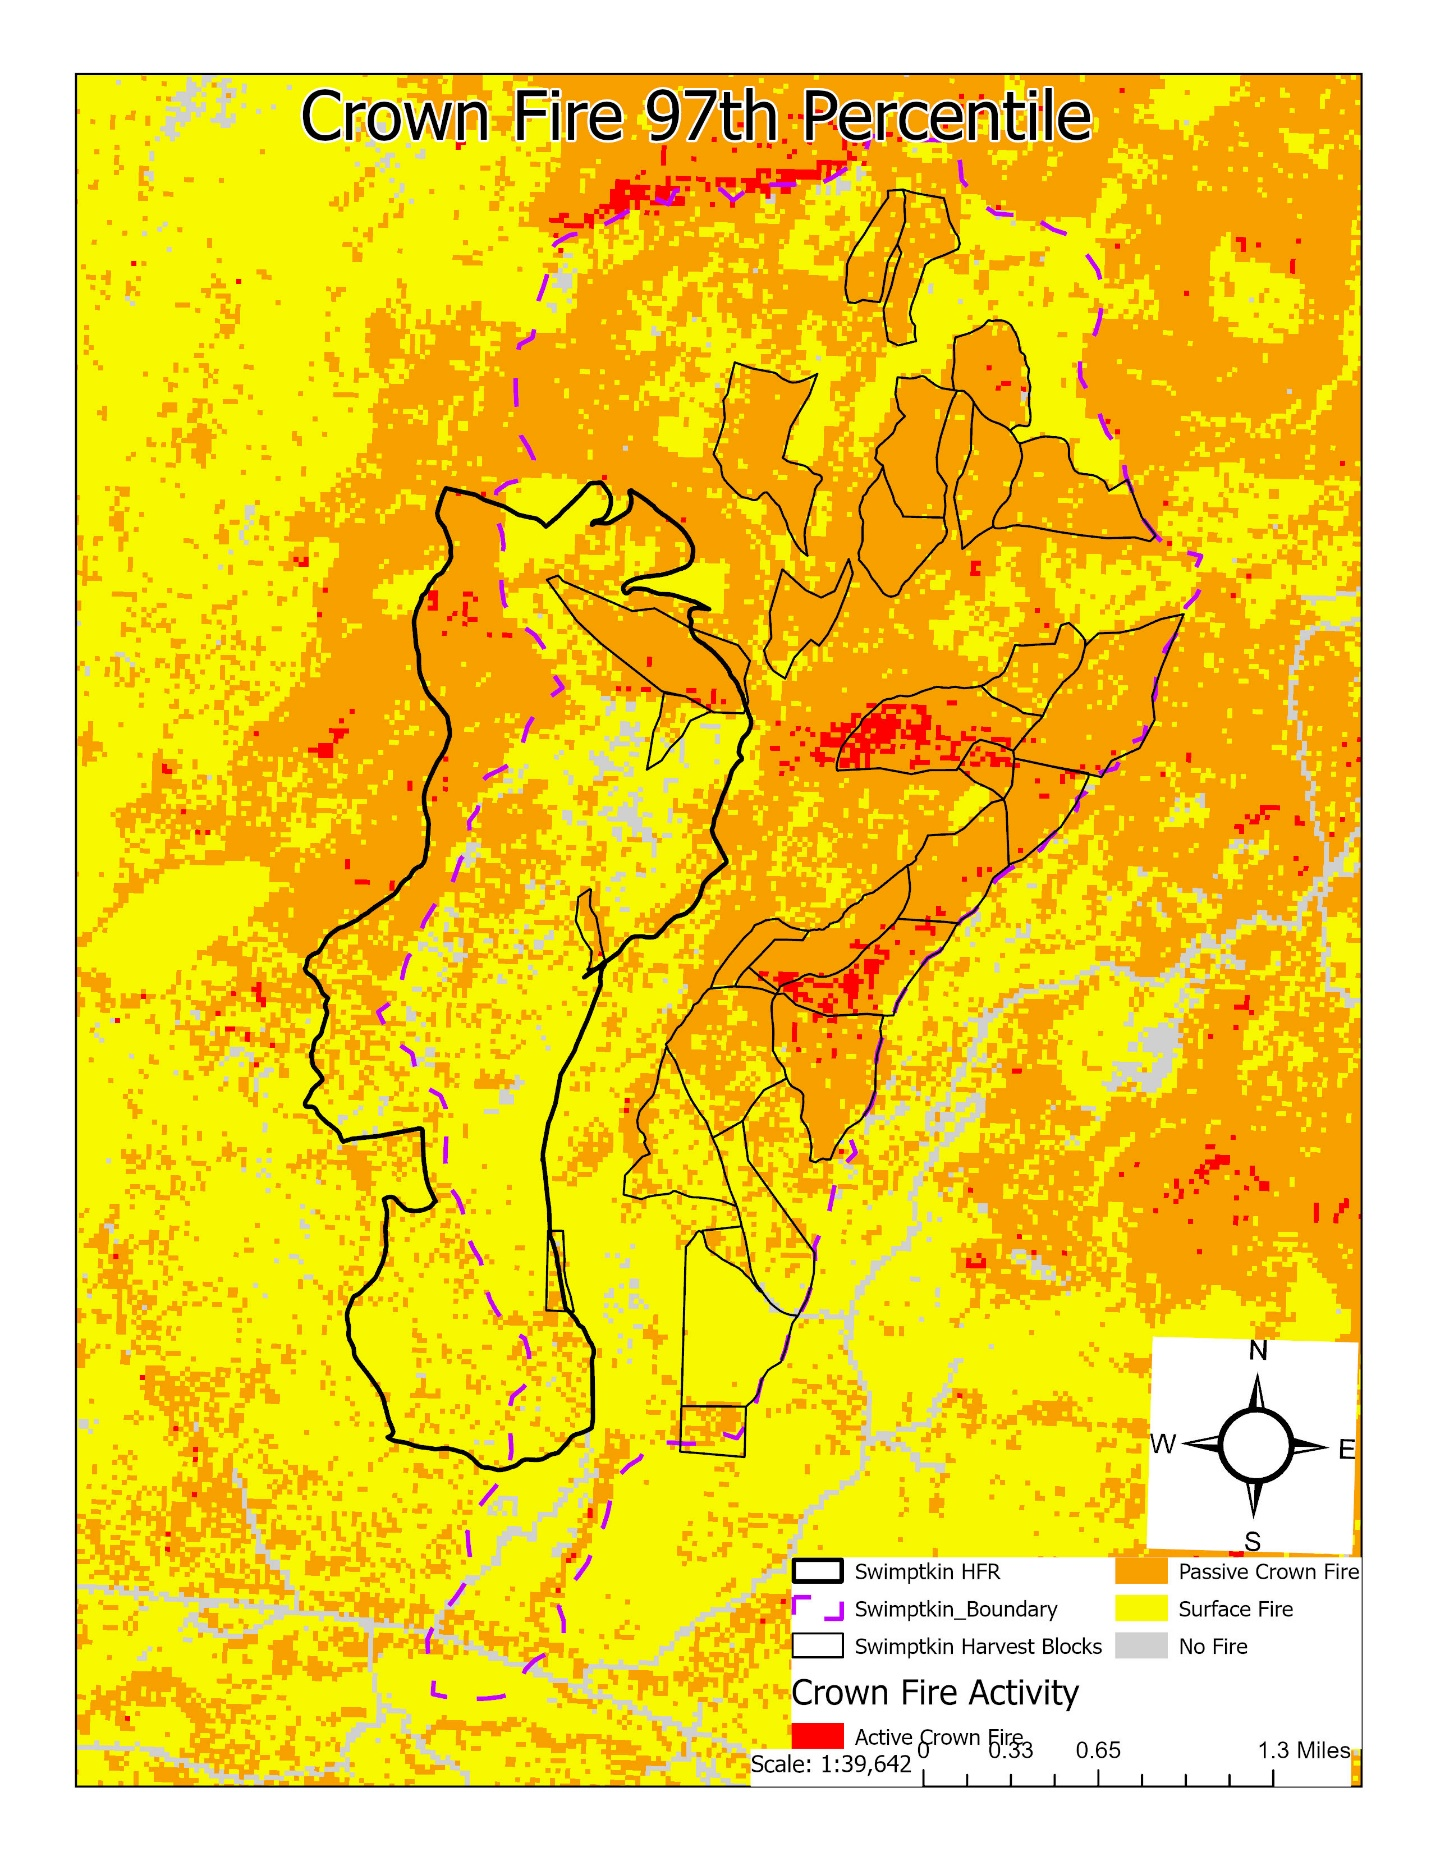 Crown Fire 97th Percentile
N
W
E
S
Swimptkin HFR
Swimptkin_Boundary
Swimptkin Harvest Blocks
Passive Crown Fire
Surface Fire
No Fire
Crown Fire Activity
Active Crown Fire
Scale: 1:39,642
0 0.33 0.65 1.3 Miles